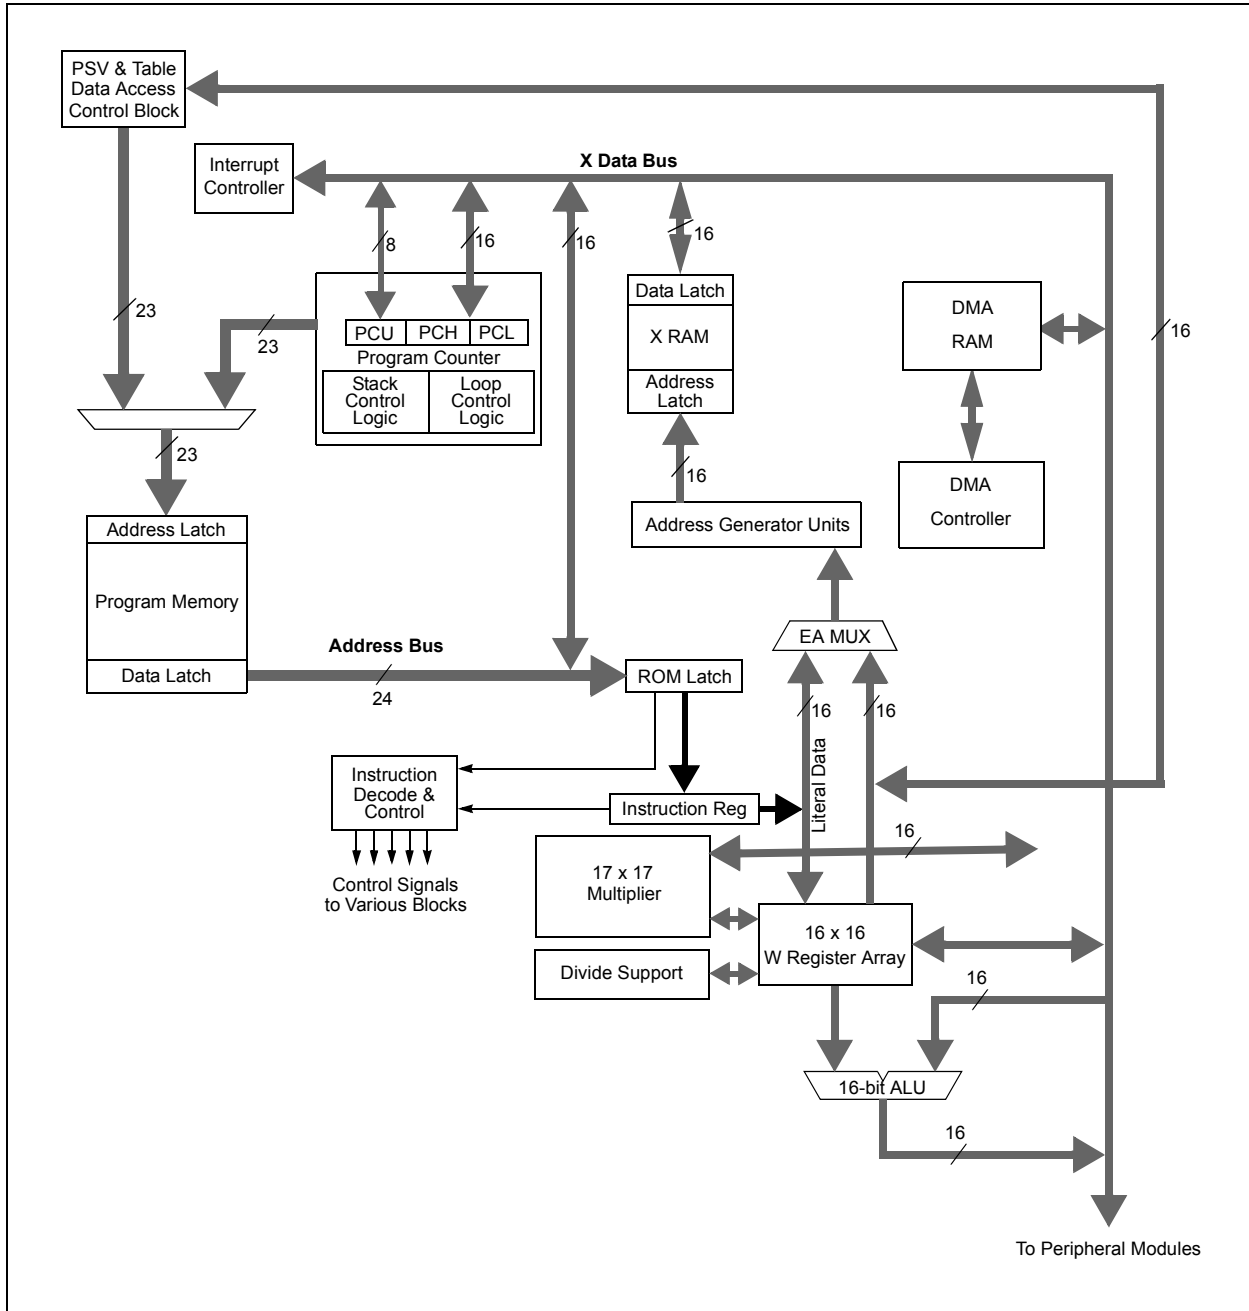 PSV & Table
Data Access
Control Block
Interrupt
Controller
X Data Bus
8
16
16
16
23
23
PCU
PCH
PCL
Program Counter
Stack
Control
Logic
Loop
Control
Logic
Data Latch
X RAM
Address
Latch
DMA
RAM
16
23
16
Address Generator Units
DMA
Controller
Address Latch
Program Memory
Data Latch
Address Bus
24
ROM Latch
EA MUX
16
16
Literal Data
Instruction
Decode &
Control
Instruction Reg
Control Signals
to Various Blocks
17 x 17
Multiplier
16
16 x 16
W Register Array
Divide Support
16
16-bit ALU
16
To Peripheral Modules